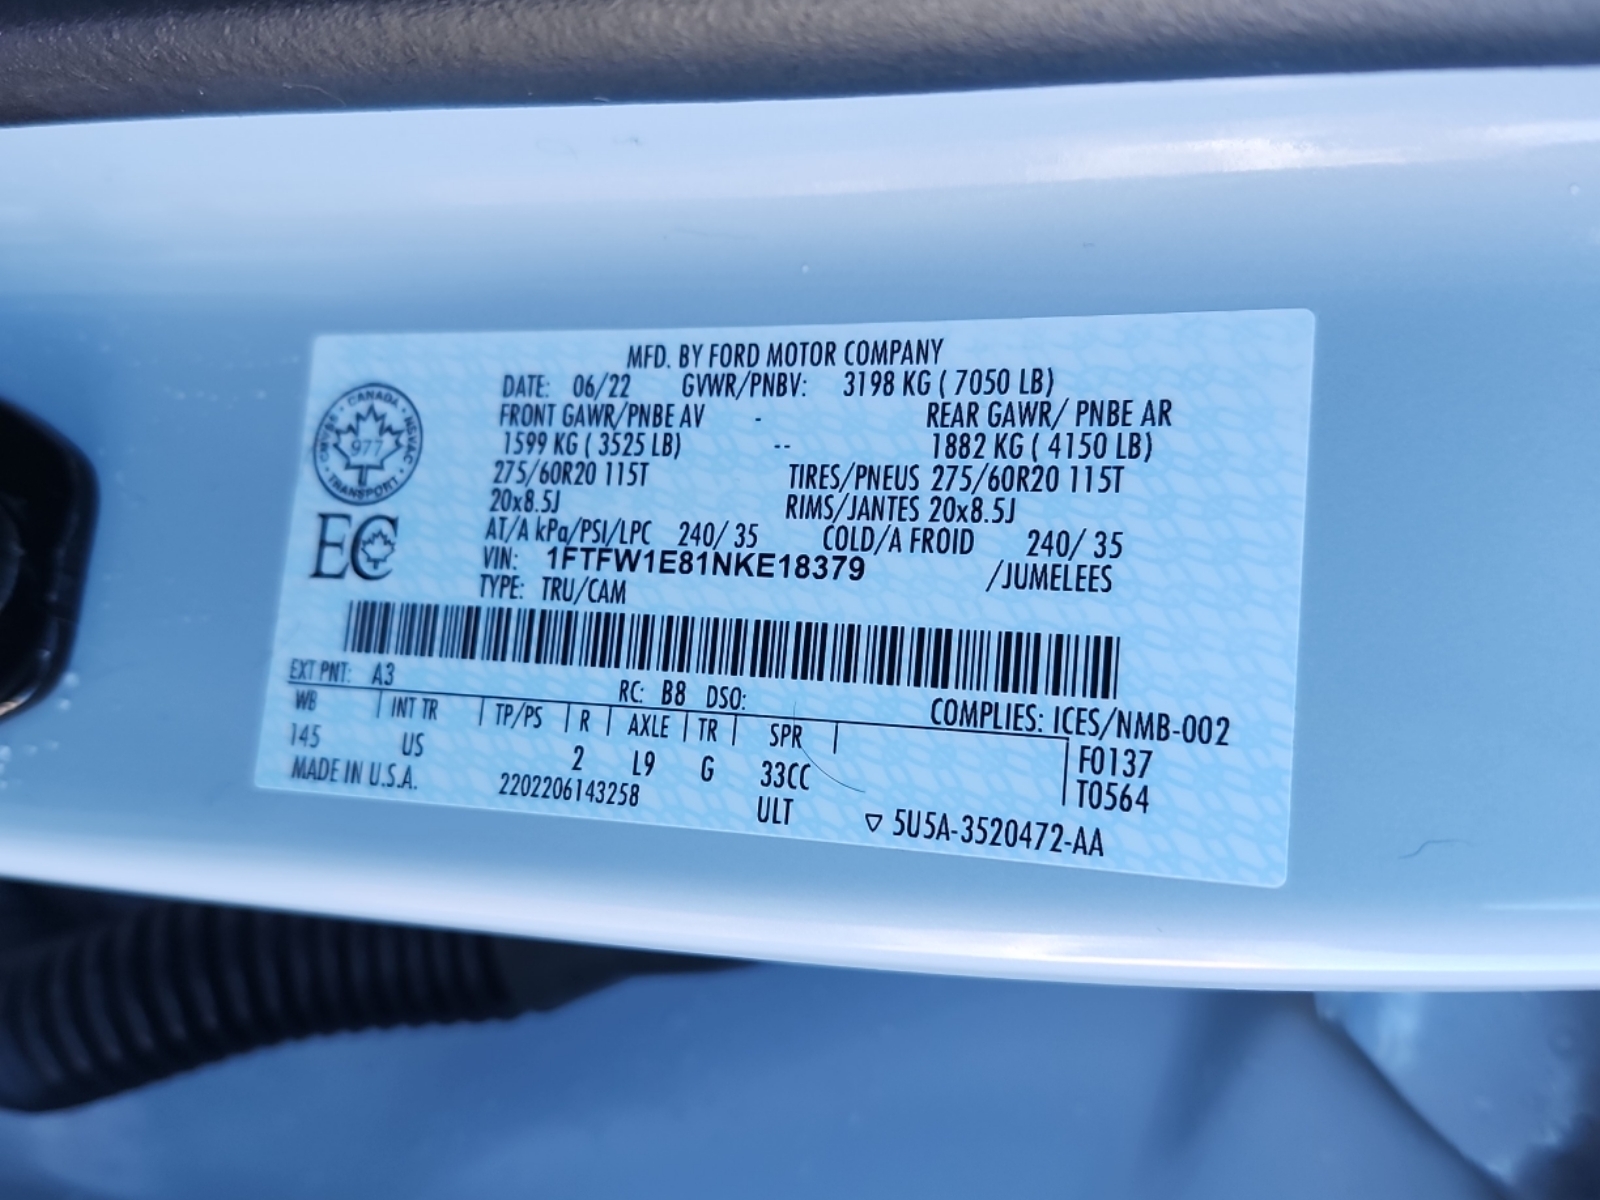 MFD. BY FORD MOTOR COMPANY
DATE: 06/22 GVWR/PNBV: 3198 KG ( 7050 LB)
FRONT GAWR/PNBE AV - REAR GAWR/ PNBE AR
1599 KG ( 3525 LB) -- 1882 KG ( 4150 LB)
275/60R20 115T TIRES/PNEUS 275/60R20 115T
20x8.5J RIMS/JANTES 20x8.5J
AT/A kPa/PSI/LPC 240/ 35 COLD/A FROID 240/ 35
VIN: 1FTFW1E81NKE18379 /JUMELEES
TYPE: TRU/CAM
CANADA
977
TRANSPORT
EC
EXT PNT: A3 RC: B8 DSO:
COMPLIES: ICES/NMB-002
WB | INT TR | TP/PS | R | AXLE | TR | SPR |
145 US 2 L9 G 33CC
F0137
T0564
MADE IN U.S.A. 2202206143258 ULT
▽ 5U5A-3520472-AA